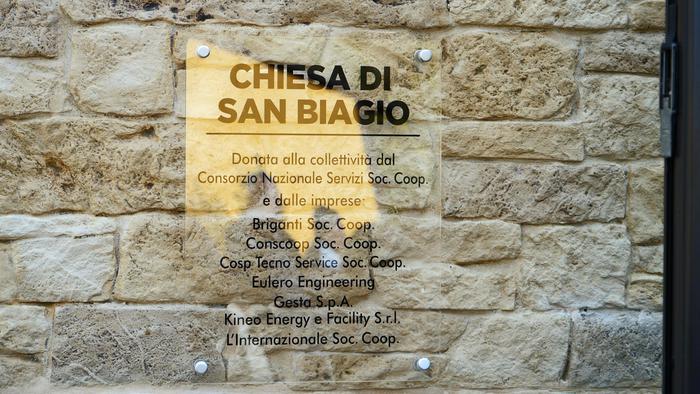 CHIESA DI
SAN BIAGIO
Donata alla collettività dal
Consorzio Nazionale Servizi Soc. Coop.
e dalle imprese:
Briganti Soc. Coop.
Conscoop Soc. Coop.
Cosp Tecno Service Soc. Coop.
Eulero Engineering
Gesta S.p.A.
Kineo Energy e Facility S.r.l.
L'Internazionale Soc. Coop.